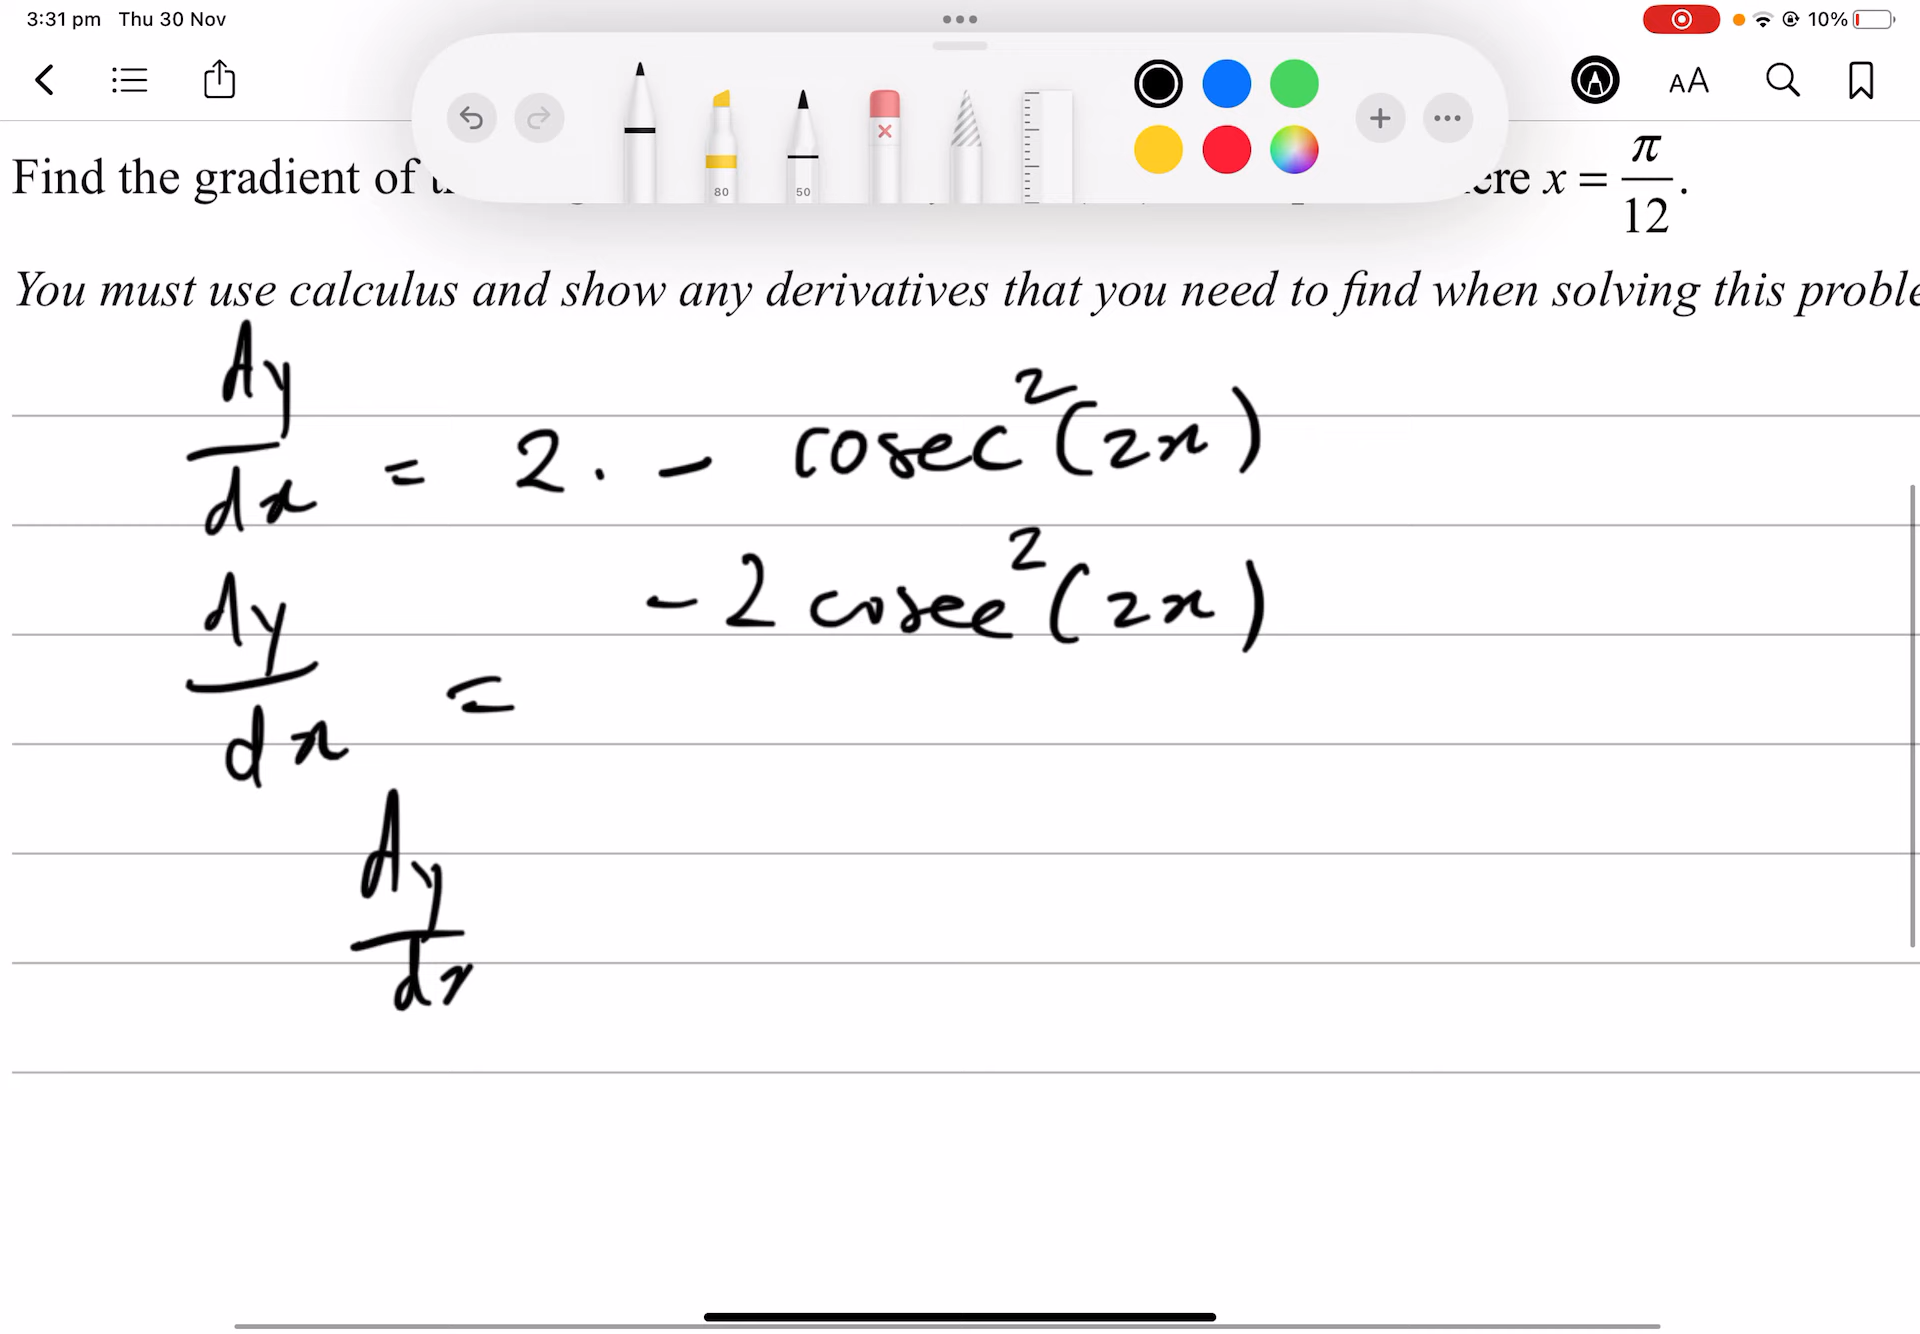 3:31 pm Thu 30 Nov
10%
AA
80
50
Find the gradient of
x = π/12.
You must use calculus and show any derivatives that you need to find when solving this proble
dy/dx = 2. - cosec²(2x)
dy/dx = -2 cosec²(2x)
dy/dx